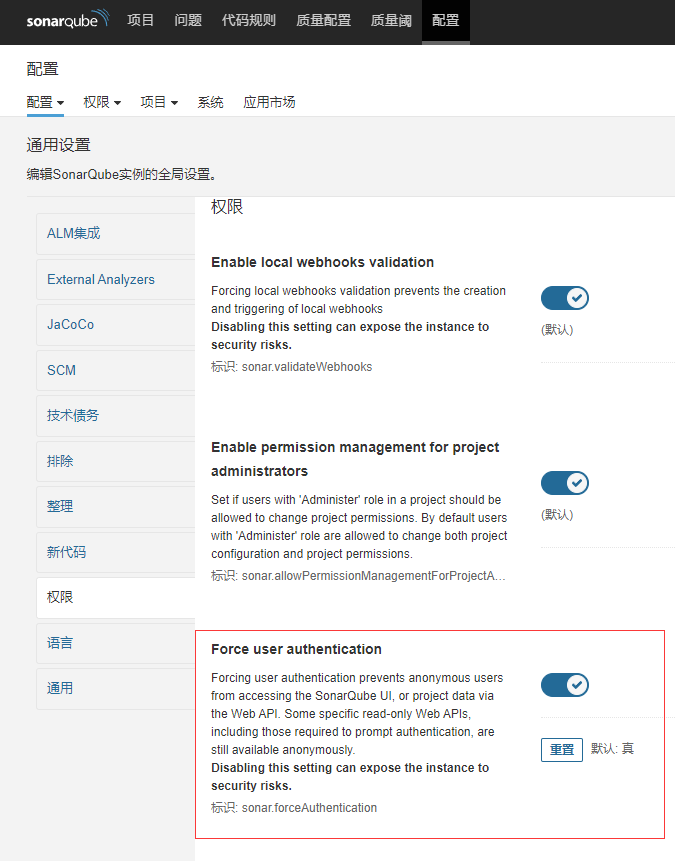 sonarqube 项目 问题 代码规则 质量配置 质量阈 配置
配置
配置 权限 项目 系统 应用市场
通用设置
编辑SonarQube实例的全局设置。
ALM集成
External Analyzers
JaCoCo
SCM
技术债务
排除
整理
新代码
权限
语言
通用
权限
Enable local webhooks validation
Forcing local webhooks validation prevents the creation
and triggering of local webhooks
Disabling this setting can expose the instance to
security risks.
标识: sonar.validateWebhooks
(默认)
Enable permission management for project
administrators
Set if users with 'Administer' role in a project should be
allowed to change project permissions. By default users
with 'Administer' role are allowed to change both project
configuration and project permissions.
标识: sonar.allowPermissionManagementForProjectA...
(默认)
Force user authentication
Forcing user authentication prevents anonymous users
from accessing the SonarQube UI, or project data via
the Web API. Some specific read-only Web APIs,
including those required to prompt authentication, are
still available anonymously.
Disabling this setting can expose the instance to
security risks.
标识: sonar.forceAuthentication
重置 默认: 真